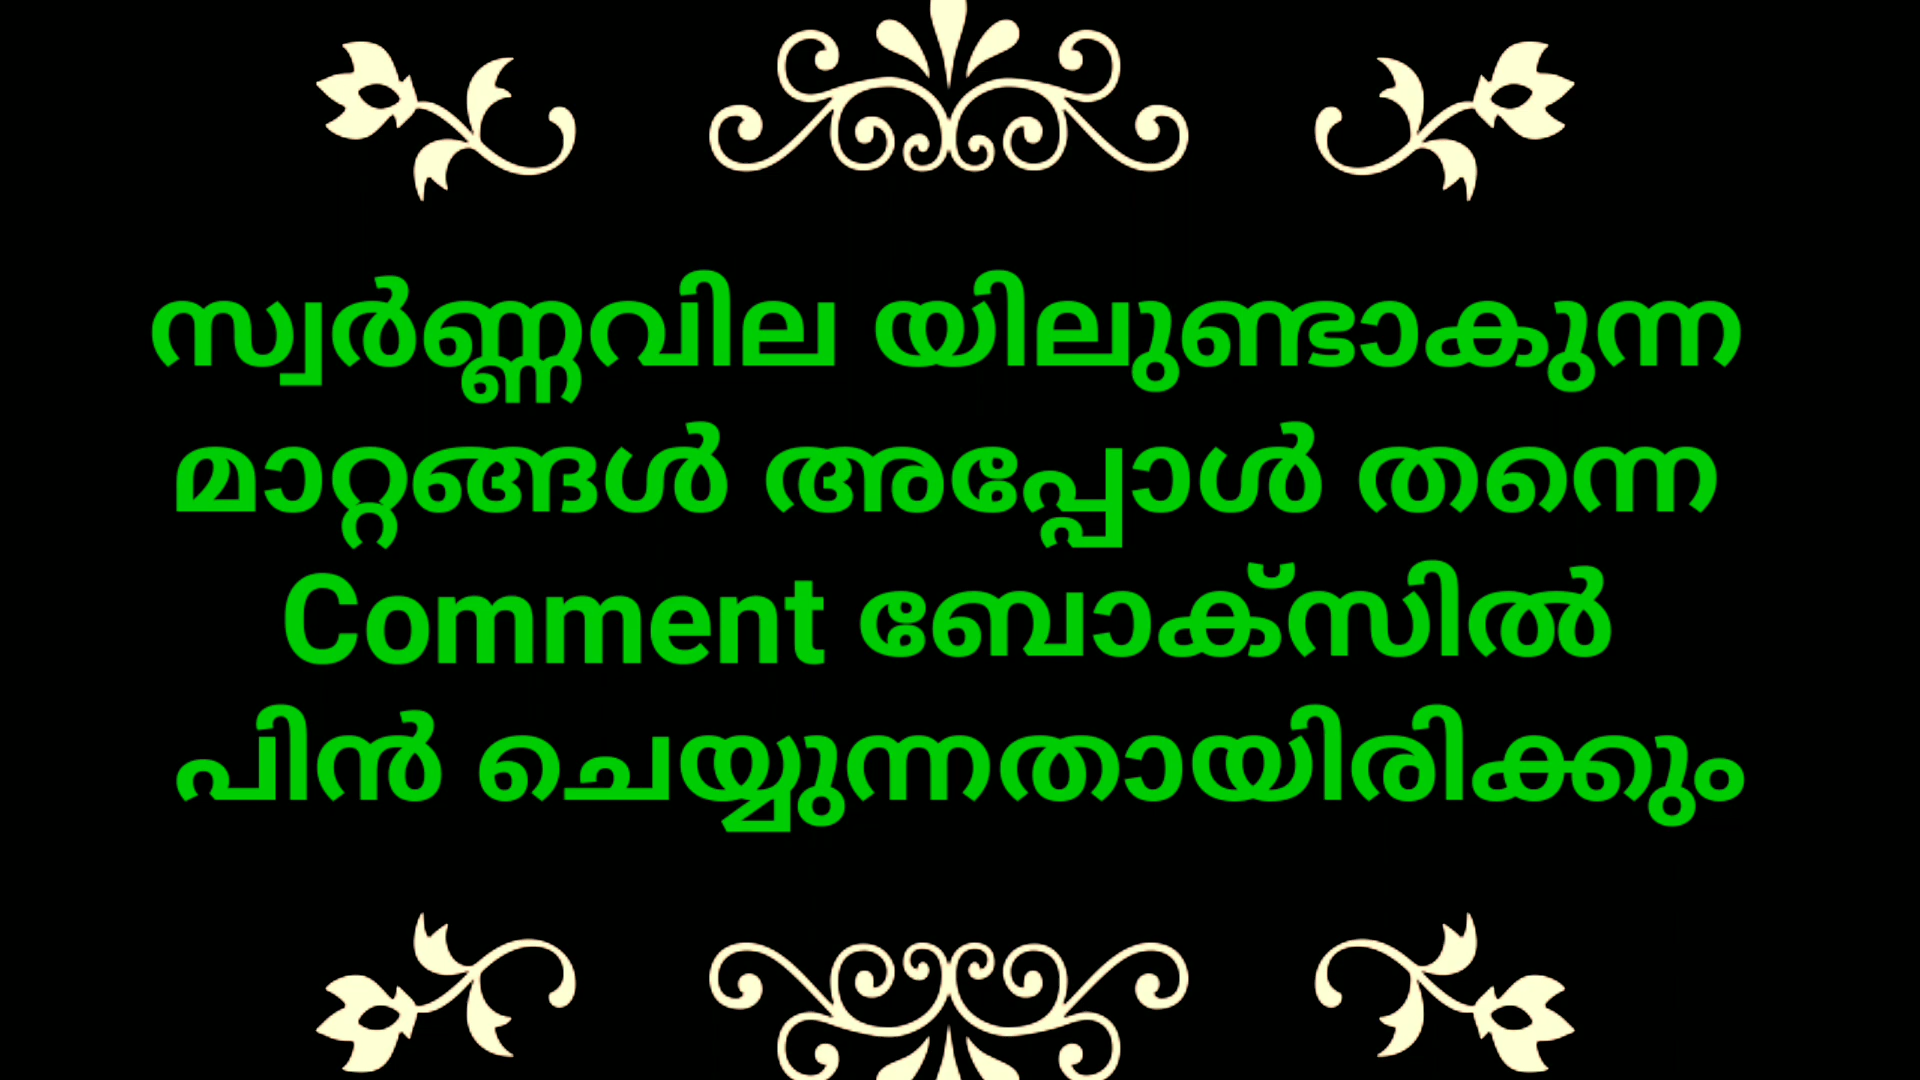 സ്വർണ്ണവില യിലുണ്ടാകുന്ന
മാറ്റങ്ങൾ അപ്പോൾ തന്നെ
Comment ബോക്സിൽ
പിൻ ചെയ്യുന്നതായിരിക്കും